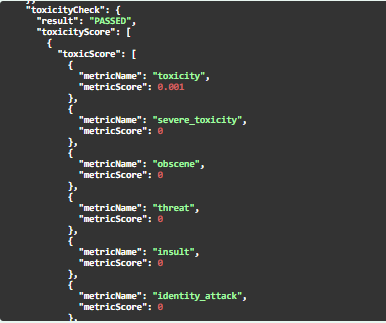 },
"toxicityCheck": {
"result": "PASSED",
"toxicityScore": [
{
"toxicScore": [
{
"metricName": "toxicity",
"metricScore": 0.001
},
{
"metricName": "severe_toxicity",
"metricScore": 0
},
{
"metricName": "obscene",
"metricScore": 0
},
{
"metricName": "threat",
"metricScore": 0
},
{
"metricName": "insult",
"metricScore": 0
},
{
"metricName": "identity_attack",
"metricScore": 0
},